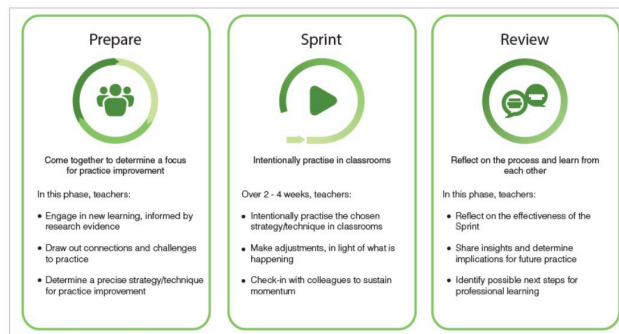 Prepare
Come together to determine a focus
for practice improvement
In this phase, teachers:
• Engage in new learning, informed by
research evidence
• Draw out connections and challenges
to practice
• Determine a precise strategy/technique
for practice improvement
Sprint
Intentionally practise in classrooms
Over 2 - 4 weeks, teachers:
• Intentionally practise the chosen
strategy/technique in classrooms
• Make adjustments, in light of what is
happening
• Check-in with colleagues to sustain
momentum
Review
Reflect on the process and learn from
each other
In this phase, teachers:
• Reflect on the effectiveness of the
Sprint
• Share insights and determine
implications for future practice
• Identify possible next steps for
professional learning